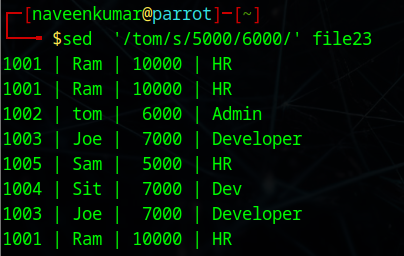 ┌─[naveenkumar@parrot]─[~]
└──╼ $sed  '/tom/s/5000/6000/' file23
1001 | Ram | 10000 | HR
1001 | Ram | 10000 | HR
1002 | tom |  6000 | Admin
1003 | Joe |  7000 | Developer
1005 | Sam |  5000 | HR
1004 | Sit |  7000 | Dev
1003 | Joe |  7000 | Developer
1001 | Ram | 10000 | HR